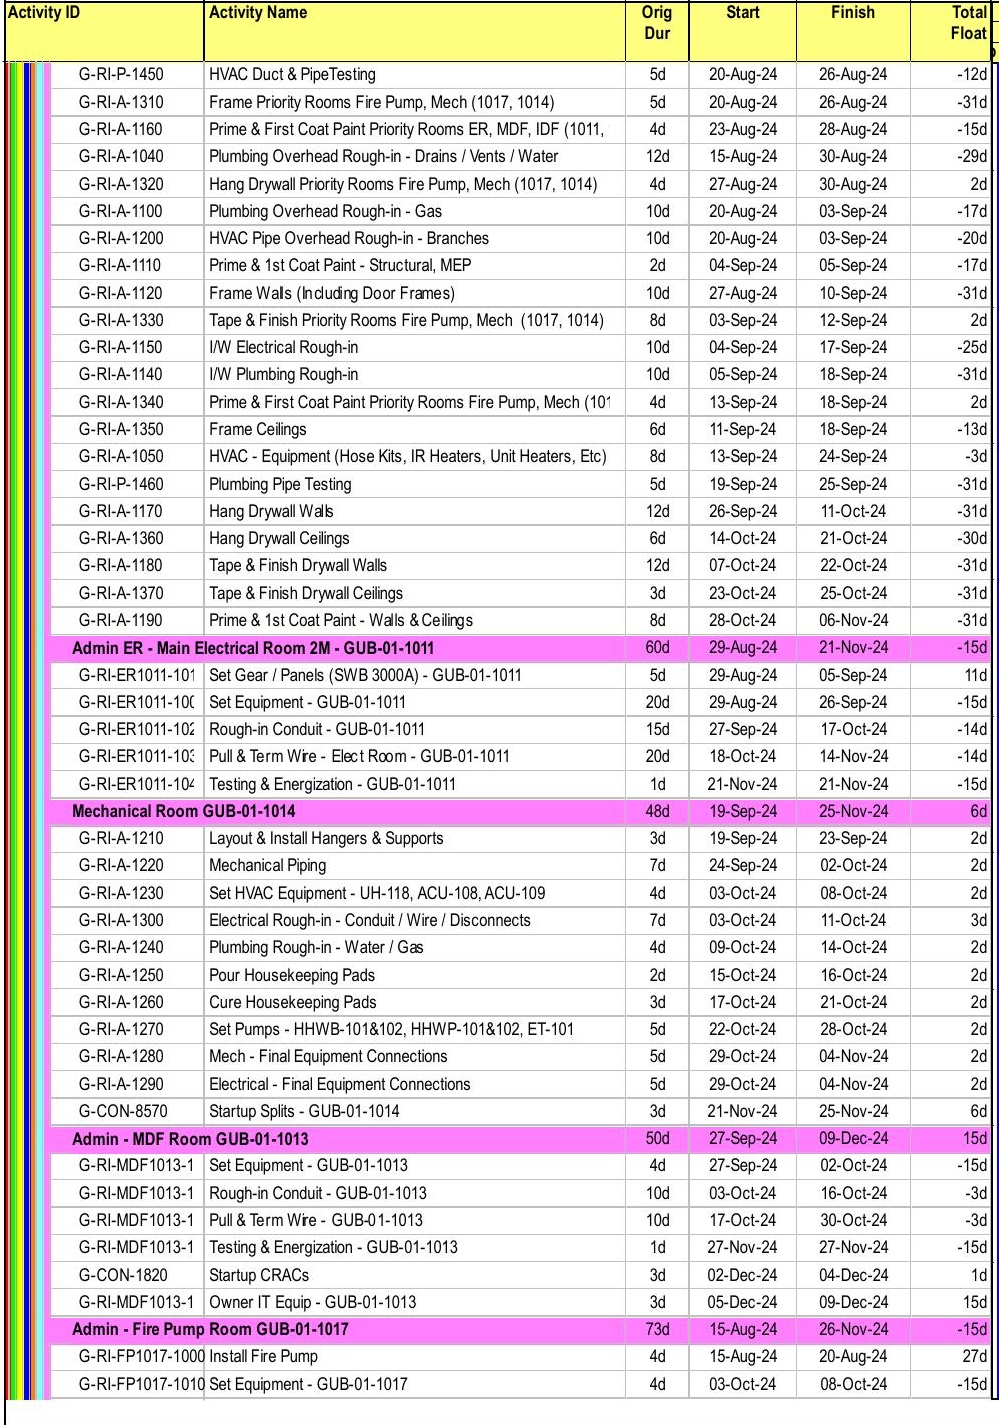 Activity ID Activity Name Orig Dur Start Finish Total Float
G-RI-P-1450 HVAC Duct & PipeTesting 5d 20-Aug-24 26-Aug-24 -12d
G-RI-A-1310 Frame Priority Rooms Fire Pump, Mech (1017, 1014) 5d 20-Aug-24 26-Aug-24 -31d
G-RI-A-1160 Prime & First Coat Paint Priority Rooms ER, MDF, IDF (1011, 4d 23-Aug-24 28-Aug-24 -15d
G-RI-A-1040 Plumbing Overhead Rough-in - Drains / Vents / Water 12d 15-Aug-24 30-Aug-24 -29d
G-RI-A-1320 Hang Drywall Priority Rooms Fire Pump, Mech (1017, 1014) 4d 27-Aug-24 30-Aug-24 2d
G-RI-A-1100 Plumbing Overhead Rough-in - Gas 10d 20-Aug-24 03-Sep-24 -17d
G-RI-A-1200 HVAC Pipe Overhead Rough-in - Branches 10d 20-Aug-24 03-Sep-24 -20d
G-RI-A-1110 Prime & 1st Coat Paint - Structural, MEP 2d 04-Sep-24 05-Sep-24 -17d
G-RI-A-1120 Frame Walls (Including Door Frames) 10d 27-Aug-24 10-Sep-24 -31d
G-RI-A-1330 Tape & Finish Priority Rooms Fire Pump, Mech (1017, 1014) 8d 03-Sep-24 12-Sep-24 2d
G-RI-A-1150 I/W Electrical Rough-in 10d 04-Sep-24 17-Sep-24 -25d
G-RI-A-1140 I/W Plumbing Rough-in 10d 05-Sep-24 18-Sep-24 -31d
G-RI-A-1340 Prime & First Coat Paint Priority Rooms Fire Pump, Mech (101 4d 13-Sep-24 18-Sep-24 2d
G-RI-A-1350 Frame Ceilings 6d 11-Sep-24 18-Sep-24 -13d
G-RI-A-1050 HVAC - Equipment (Hose Kits, IR Heaters, Unit Heaters, Etc) 8d 13-Sep-24 24-Sep-24 -3d
G-RI-P-1460 Plumbing Pipe Testing 5d 19-Sep-24 25-Sep-24 -31d
G-RI-A-1170 Hang Drywall Walls 12d 26-Sep-24 11-Oct-24 -31d
G-RI-A-1360 Hang Drywall Ceilings 6d 14-Oct-24 21-Oct-24 -30d
G-RI-A-1180 Tape & Finish Drywall Walls 12d 07-Oct-24 22-Oct-24 -31d
G-RI-A-1370 Tape & Finish Drywall Ceilings 3d 23-Oct-24 25-Oct-24 -31d
G-RI-A-1190 Prime & 1st Coat Paint - Walls & Ceilings 8d 28-Oct-24 06-Nov-24 -31d
Admin ER - Main Electrical Room 2M - GUB-01-1011 60d 29-Aug-24 21-Nov-24 -15d
G-RI-ER1011-101 Set Gear / Panels (SWB 3000A) - GUB-01-1011 5d 29-Aug-24 05-Sep-24 11d
G-RI-ER1011-100 Set Equipment - GUB-01-1011 20d 29-Aug-24 26-Sep-24 -15d
G-RI-ER1011-102 Rough-in Conduit - GUB-01-1011 15d 27-Sep-24 17-Oct-24 -14d
G-RI-ER1011-103 Pull & Term Wire - Elect Room - GUB-01-1011 20d 18-Oct-24 14-Nov-24 -14d
G-RI-ER1011-104 Testing & Energization - GUB-01-1011 1d 21-Nov-24 21-Nov-24 -15d
Mechanical Room GUB-01-1014 48d 19-Sep-24 25-Nov-24 6d
G-RI-A-1210 Layout & Install Hangers & Supports 3d 19-Sep-24 23-Sep-24 2d
G-RI-A-1220 Mechanical Piping 7d 24-Sep-24 02-Oct-24 2d
G-RI-A-1230 Set HVAC Equipment - UH-118, ACU-108, ACU-109 4d 03-Oct-24 08-Oct-24 2d
G-RI-A-1300 Electrical Rough-in - Conduit / Wire / Disconnects 7d 03-Oct-24 11-Oct-24 3d
G-RI-A-1240 Plumbing Rough-in - Water / Gas 4d 09-Oct-24 14-Oct-24 2d
G-RI-A-1250 Pour Housekeeping Pads 2d 15-Oct-24 16-Oct-24 2d
G-RI-A-1260 Cure Housekeeping Pads 3d 17-Oct-24 21-Oct-24 2d
G-RI-A-1270 Set Pumps - HHWB-101&102, HHWP-101&102, ET-101 5d 22-Oct-24 28-Oct-24 2d
G-RI-A-1280 Mech - Final Equipment Connections 5d 29-Oct-24 04-Nov-24 2d
G-RI-A-1290 Electrical - Final Equipment Connections 5d 29-Oct-24 04-Nov-24 2d
G-CON-8570 Startup Splits - GUB-01-1014 3d 21-Nov-24 25-Nov-24 6d
Admin - MDF Room GUB-01-1013 50d 27-Sep-24 09-Dec-24 15d
G-RI-MDF1013-1 Set Equipment - GUB-01-1013 4d 27-Sep-24 02-Oct-24 -15d
G-RI-MDF1013-1 Rough-in Conduit - GUB-01-1013 10d 03-Oct-24 16-Oct-24 -3d
G-RI-MDF1013-1 Pull & Term Wire - GUB-01-1013 10d 17-Oct-24 30-Oct-24 -3d
G-RI-MDF1013-1 Testing & Energization - GUB-01-1013 1d 27-Nov-24 27-Nov-24 -15d
G-CON-1820 Startup CRACs 3d 02-Dec-24 04-Dec-24 1d
G-RI-MDF1013-1 Owner IT Equip - GUB-01-1013 3d 05-Dec-24 09-Dec-24 15d
Admin - Fire Pump Room GUB-01-1017 73d 15-Aug-24 26-Nov-24 -15d
G-RI-FP1017-1000 Install Fire Pump 4d 15-Aug-24 20-Aug-24 27d
G-RI-FP1017-1010 Set Equipment - GUB-01-1017 4d 03-Oct-24 08-Oct-24 -15d